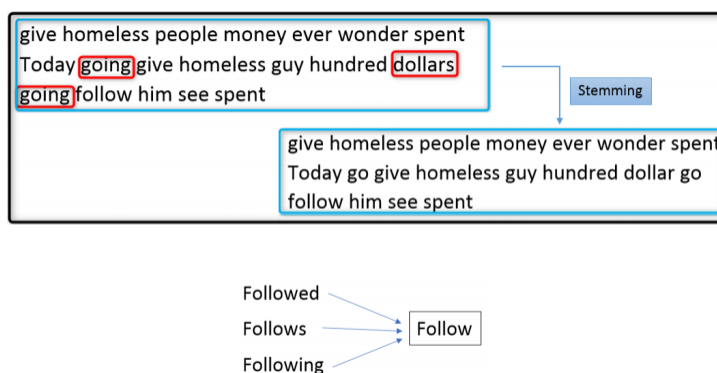 give homeless people money ever wonder spent
Today going give homeless guy hundred dollars
going follow him see spent
Stemming
give homeless people money ever wonder spent
Today go give homeless guy hundred dollar go
follow him see spent
Followed
Follows
Follow
Following